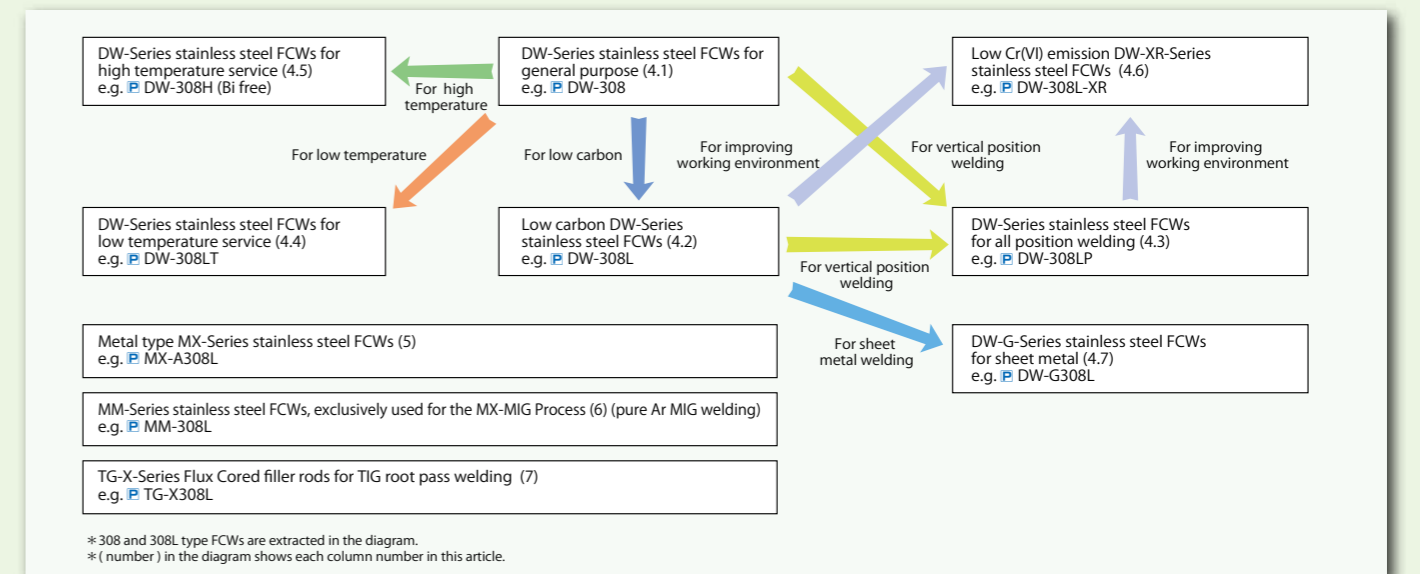 DW-Series stainless steel FCWs for
high temperature service (4.5)
e.g. P DW-308H (Bi free)
For high
temperature
DW-Series stainless steel FCWs for
general purpose (4.1)
e.g. P DW-308
Low Cr(VI) emission DW-XR-Series
stainless steel FCWs (4.6)
e.g. P DW-308L-XR
For low temperature
For low carbon
For improving
working environment
For vertical position
welding
For improving
working environment
DW-Series stainless steel FCWs for
low temperature service (4.4)
e.g. P DW-308LT
Low carbon DW-Series
stainless steel FCWs (4.2)
e.g. P DW-308L
For vertical position
welding
DW-Series stainless steel FCWs
for all position welding (4.3)
e.g. P DW-308LP
Metal type MX-Series stainless steel FCWs (5)
e.g. P MX-A308L
For sheet
metal welding
DW-G-Series stainless steel FCWs
for sheet metal (4.7)
e.g. P DW-G308L
MM-Series stainless steel FCWs, exclusively used for the MX-MIG Process (6) (pure Ar MIG welding)
e.g. P MM-308L
TG-X-Series Flux Cored filler rods for TIG root pass welding (7)
e.g. P TG-X308L
＊308 and 308L type FCWs are extracted in the diagram.
＊( number ) in the diagram shows each column number in this article.